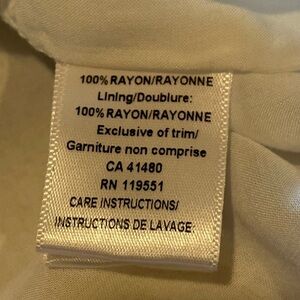 100% RAYON/RAYONNE
Lining/Doublure:
100% RAYON/RAYONNE
Exclusive of trim/
Garniture non comprise
CA 41480
RN 119551
CARE INSTRUCTIONS/
INSTRUCTIONS DE LAVAGE